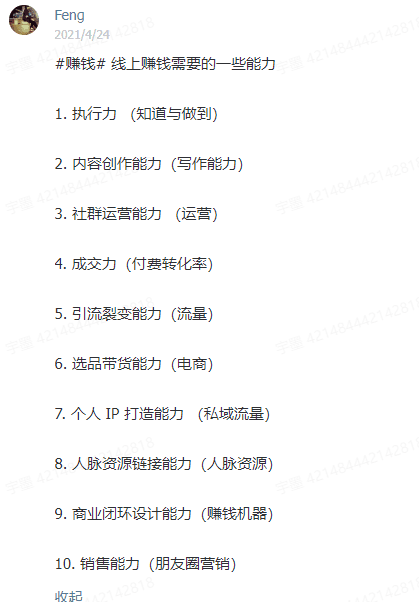 Feng
2021/4/24
#赚钱# 线上赚钱需要的一些能力
1. 执行力 （知道与做到）
2. 内容创作能力（写作能力）
3. 社群运营能力 （运营）
4. 成交力（付费转化率）
5. 引流裂变能力（流量）
6. 选品带货能力（电商）
7. 个人 IP 打造能力 （私域流量）
8. 人脉资源链接能力（人脉资源）
9. 商业闭环设计能力（赚钱机器）
10. 销售能力（朋友圈营销）
收起